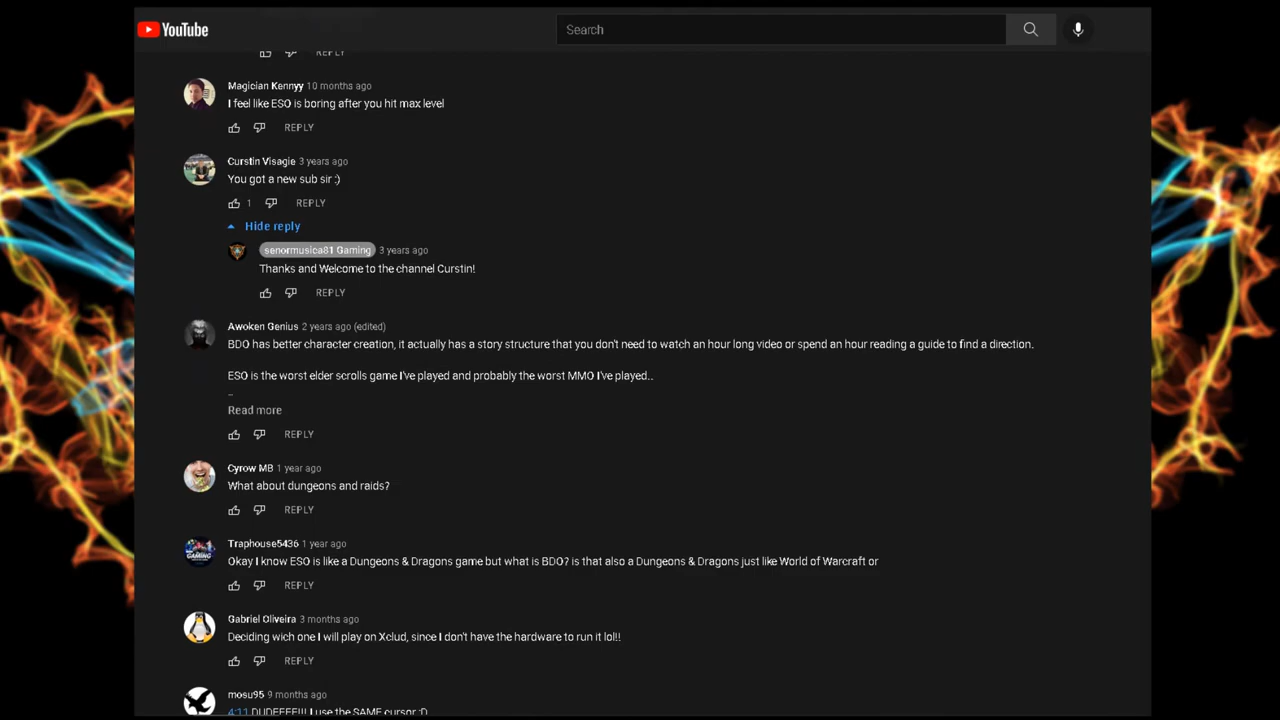 YouTube
Search
REPLY
Magician Kennyy 10 months ago
I feel like ESO is boring after you hit max level
REPLY
Curstin Visagie 3 years ago
You got a new sub sir :)
1 REPLY
Hide reply
senormusica81 Gaming 3 years ago
Thanks and Welcome to the channel Curstin!
REPLY
Awoken Genius 2 years ago (edited)
BDO has better character creation, it actually has a story structure that you don't need to watch an hour long video or spend an hour reading a guide to find a direction.
ESO is the worst elder scrolls game I've played and probably the worst MMO I've played..
..
Read more
REPLY
Cyrow MB 1 year ago
What about dungeons and raids?
REPLY
Traphouse5436 1 year ago
Okay I know ESO is like a Dungeons & Dragons game but what is BDO? is that also a Dungeons & Dragons just like World of Warcraft or
REPLY
Gabriel Oliveira 3 months ago
Deciding wich one I will play on Xclud, since I don't have the hardware to run it lol!!
REPLY
mosu95 9 months ago
4:11 DUDEEEE!!! I use the SAME cursor :D